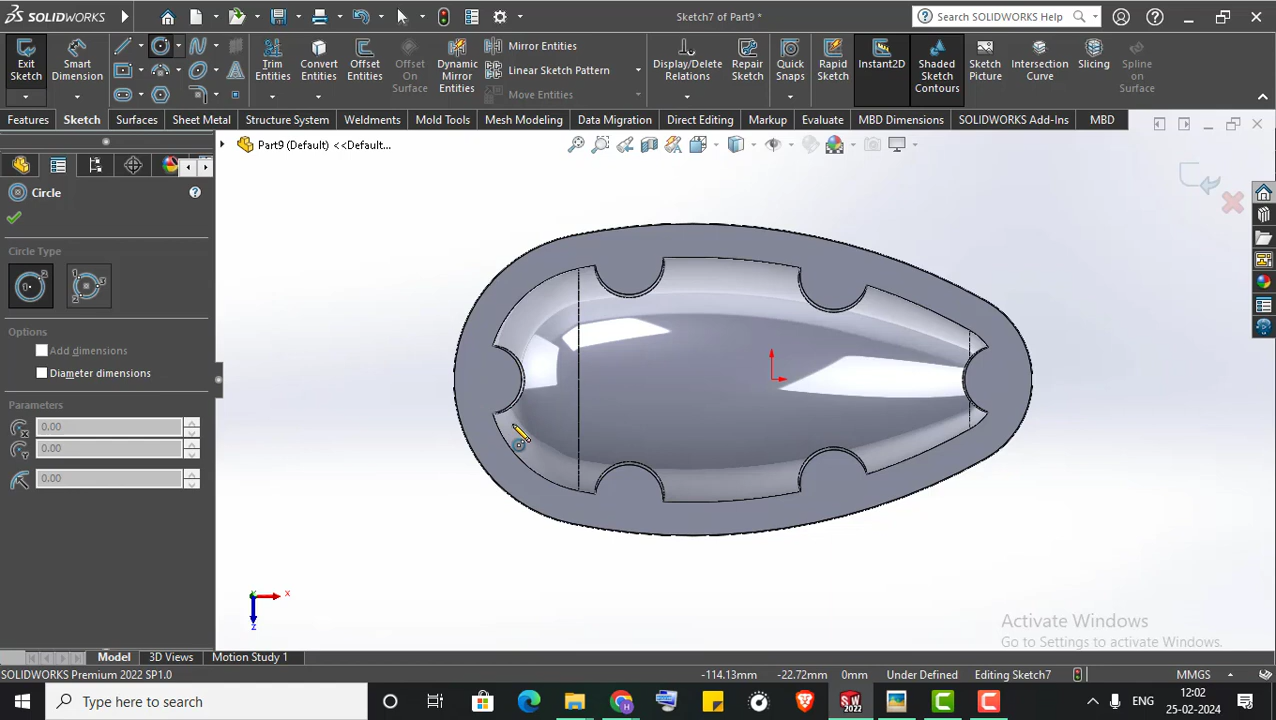 SOLIDWORKS
Sketch7 of Part9 *
Search SOLIDWORKS Help
Exit Sketch
Smart Dimension
Trim Entities
Convert Entities
Offset Entities
Offset On Surface
Dynamic Mirror Entities
Mirror Entities
Linear Sketch Pattern
Move Entities
Display/Delete Relations
Repair Sketch
Quick Snaps
Rapid Sketch
Instant2D
Shaded Sketch Contours
Sketch Picture
Intersection Curve
Slicing
Spline on Surface
Features Sketch Surfaces Sheet Metal Structure System Weldments Mold Tools Mesh Modeling Data Migration Direct Editing Markup Evaluate MBD Dimensions SOLIDWORKS Add-Ins MBD
Part9 (Default) <<Default...
Circle
Circle Type
Options
Add dimensions
Diameter dimensions
Parameters
0.00
0.00
0.00
x
z
Activate Windows
Go to Settings to activate Windows.
Model 3D Views Motion Study 1
SOLIDWORKS Premium 2022 SP1.0
-114.13mm -22.72mm 0mm Under Defined Editing Sketch7 MMGS
Type here to search
ENG
12:02
25-02-2024